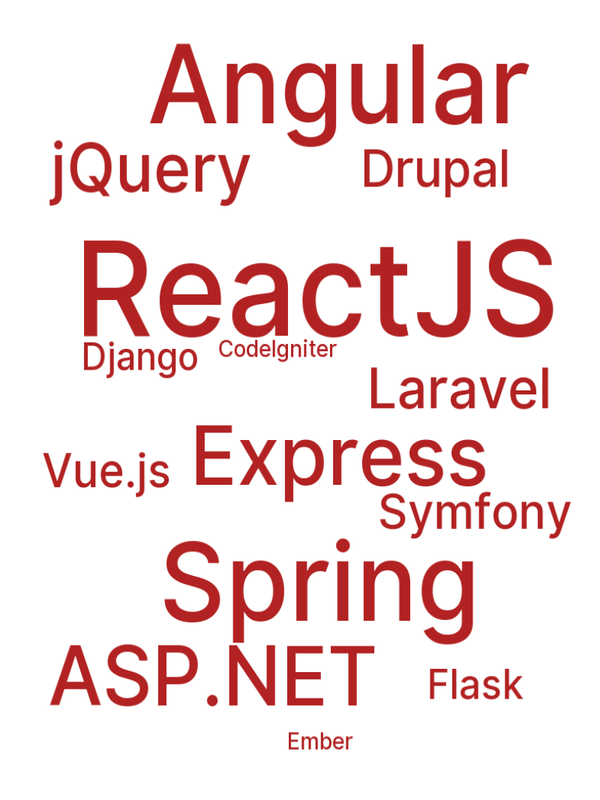 Angular
jQuery Drupal
ReactJS
Django CodeIgniter
Laravel
Vue.js Express
Symfony
Spring
ASP.NET Flask
Ember